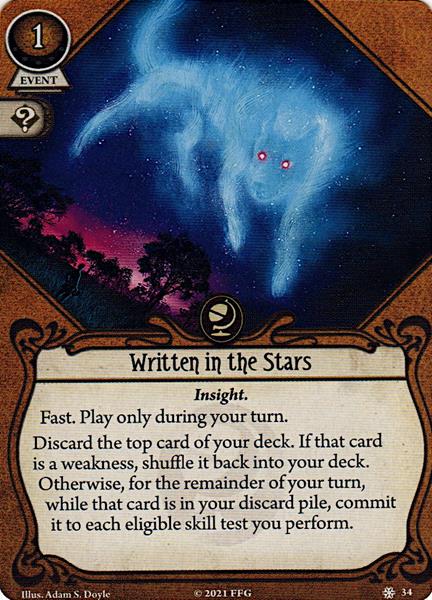 1
EVENT
?
Written in the Stars
Insight.
Fast. Play only during your turn.
Discard the top card of your deck. If that card
is a weakness, shuffle it back into your deck.
Otherwise, for the remainder of your turn,
while that card is in your discard pile, commit
it to each eligible skill test you perform.
Illus. Adam S. Doyle
© 2021 FFG
34